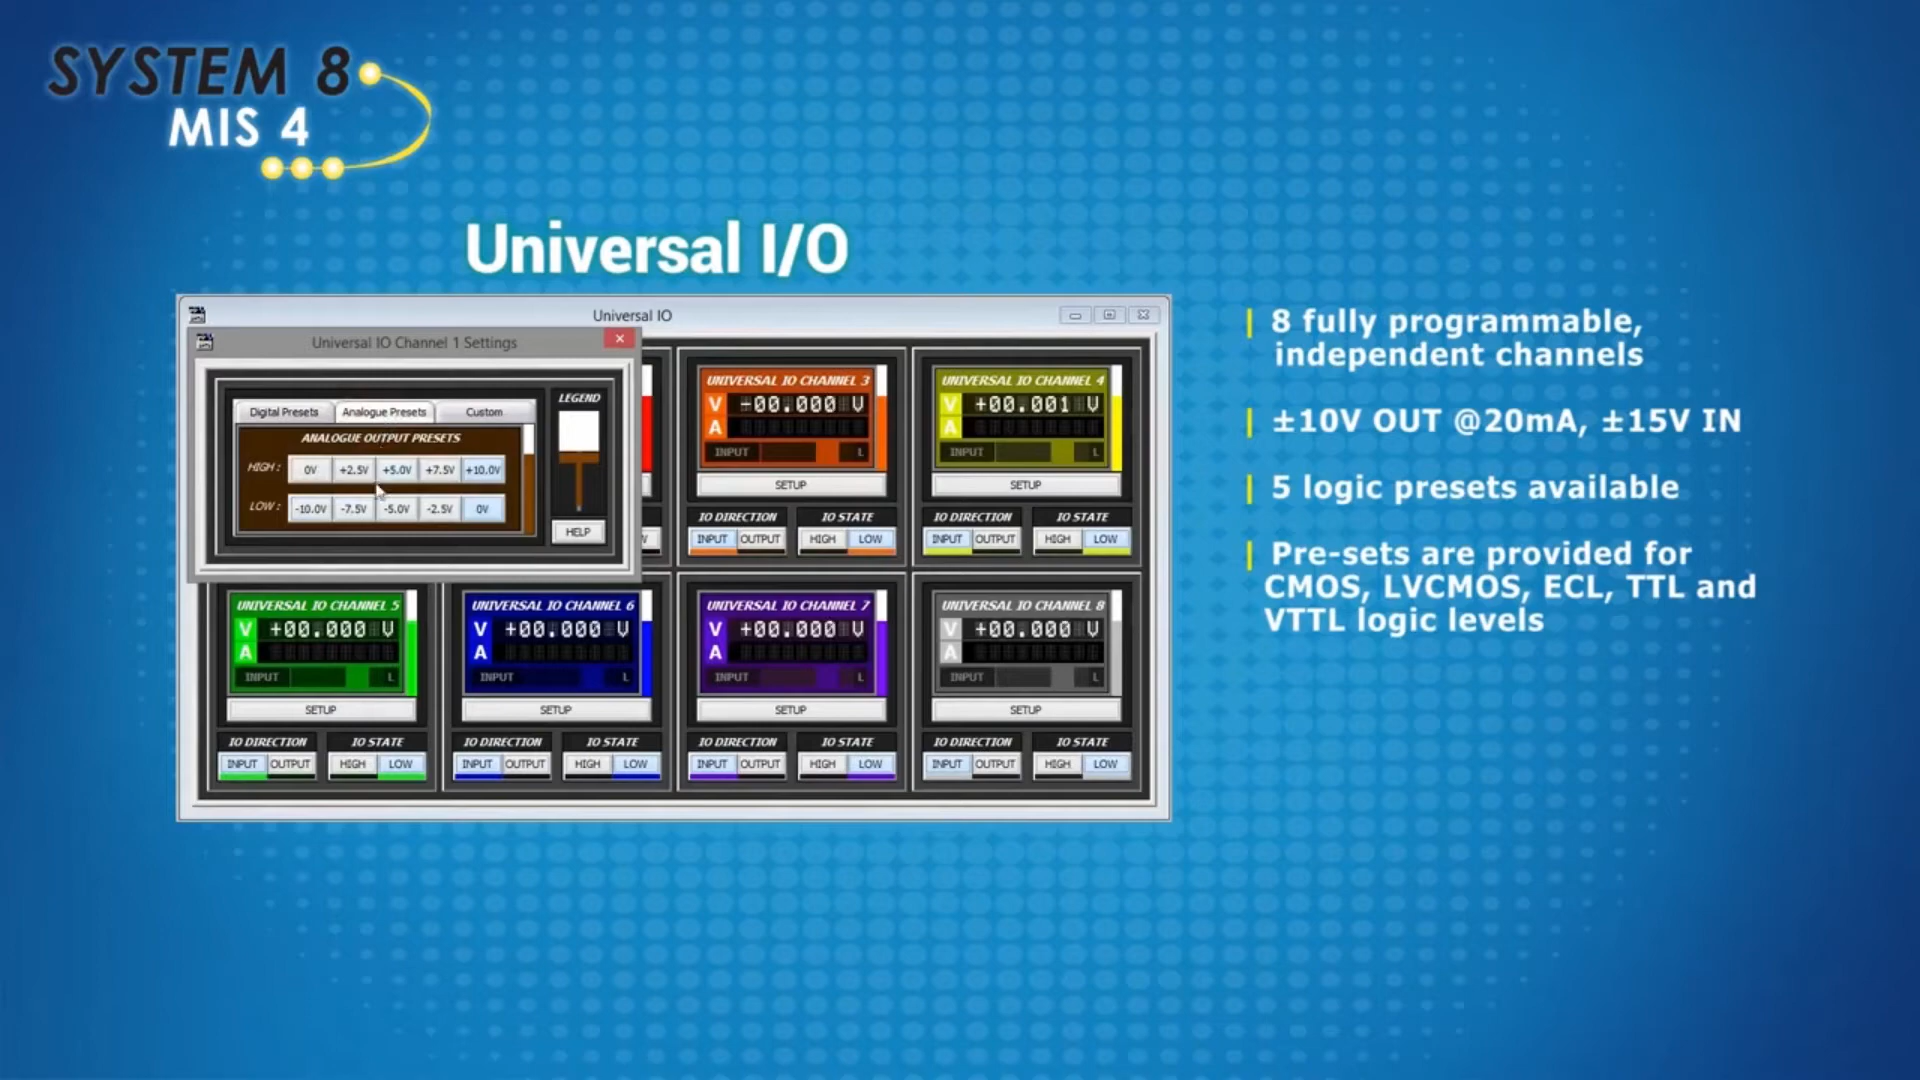 SYSTEM 8
MIS 4
Universal I/O
Universal IO
Universal IO Channel 1 Settings
Digital Presets Analogue Presets Custom
ANALOGUE OUTPUT PRESETS
HIGH : 0V +2.5V +5.0V +7.5V +10.0V
LOW : -10.0V -7.5V -5.0V -2.5V 0V
LEGEND
HELP
UNIVERSAL IO CHANNEL 3
V +00.000 V
A
INPUT L
SETUP
IO DIRECTION IO STATE
INPUT OUTPUT HIGH LOW
UNIVERSAL IO CHANNEL 4
V +00.001 V
A
INPUT L
SETUP
IO DIRECTION IO STATE
INPUT OUTPUT HIGH LOW
UNIVERSAL IO CHANNEL 5
V +00.000 V
A
INPUT L
SETUP
IO DIRECTION IO STATE
INPUT OUTPUT HIGH LOW
UNIVERSAL IO CHANNEL 6
V +00.000 V
A
INPUT L
SETUP
IO DIRECTION IO STATE
INPUT OUTPUT HIGH LOW
UNIVERSAL IO CHANNEL 7
V +00.000 V
A
INPUT L
SETUP
IO DIRECTION IO STATE
INPUT OUTPUT HIGH LOW
UNIVERSAL IO CHANNEL 8
V +00.000 V
A
INPUT L
SETUP
IO DIRECTION IO STATE
INPUT OUTPUT HIGH LOW
8 fully programmable,
independent channels
±10V OUT @20mA, ±15V IN
5 logic presets available
Pre-sets are provided for
CMOS, LVCMOS, ECL, TTL and
VTTL logic levels